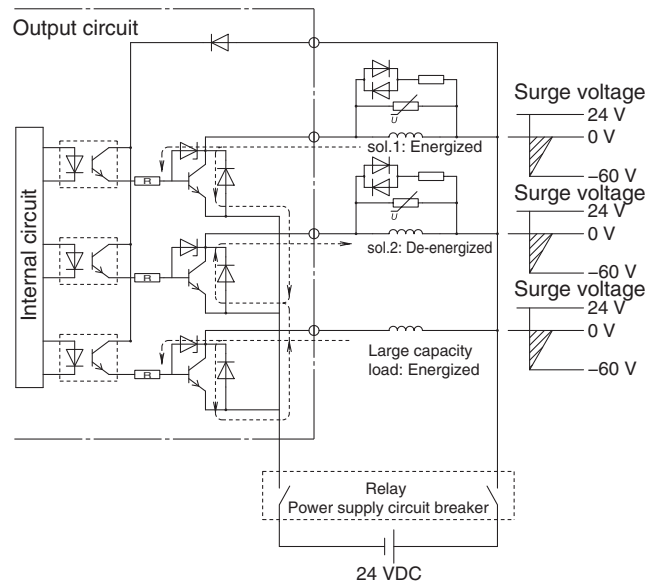 Output circuit
Surge voltage
24 V
0 V
−60 V
U
sol.1: Energized
R
Surge voltage
24 V
0 V
−60 V
U
sol.2: De-energized
R
Internal circuit
Surge voltage
24 V
0 V
−60 V
Large capacity
load: Energized
R
Relay
Power supply circuit breaker
24 VDC